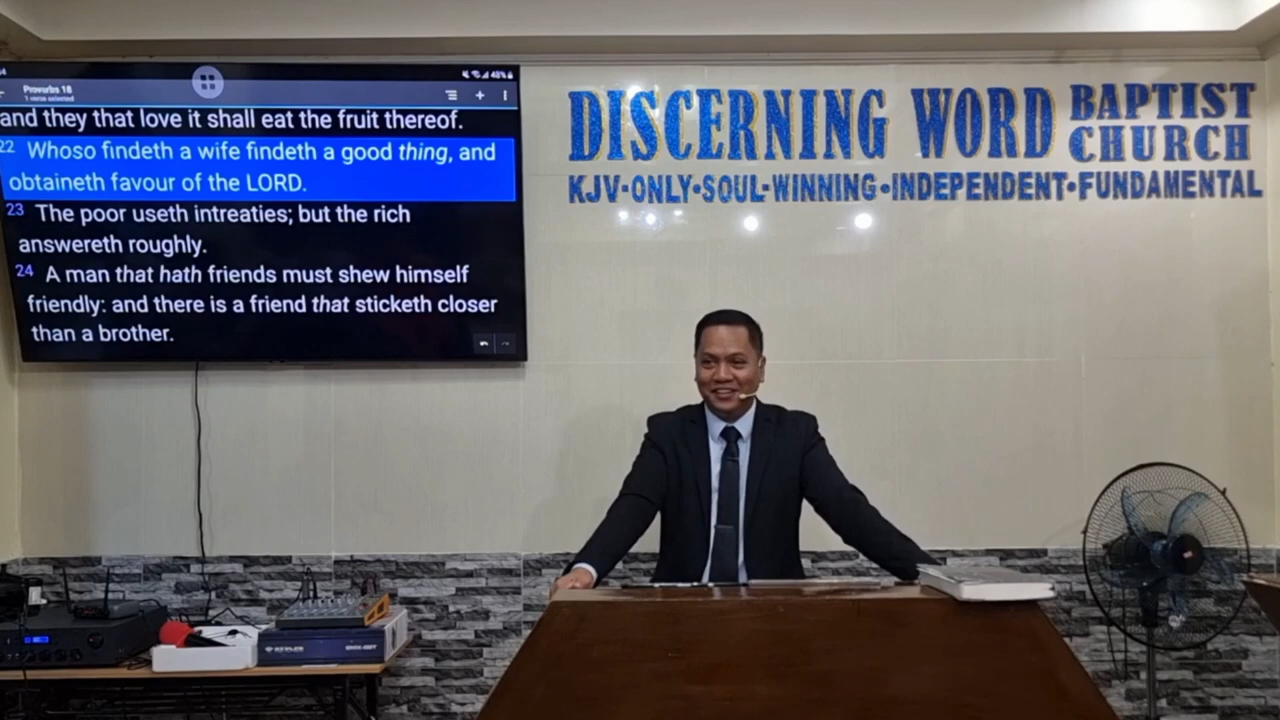 48%
Proverbs 18
1 verse selected
and they that love it shall eat the fruit thereof.
22 Whoso findeth a wife findeth a good thing, and
obtaineth favour of the LORD.
23 The poor useth intreaties; but the rich
answereth roughly.
24 A man that hath friends must shew himself
friendly: and there is a friend that sticketh closer
than a brother.
DISCERNING WORD BAPTIST CHURCH
KJV-ONLY•SOUL-WINNING•INDEPENDENT•FUNDAMENTAL